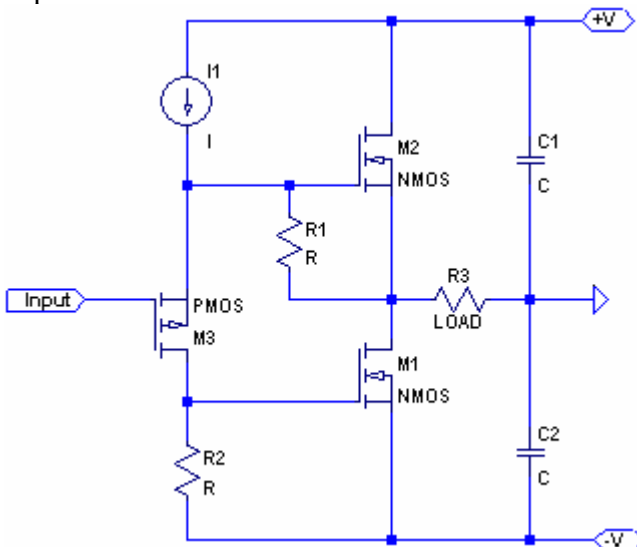 +V
I1
I
M2
NMOS
C1
C
R1
R
Input
PMOS
M3
R3
LOAD
M1
NMOS
R2
R
C2
C
-V